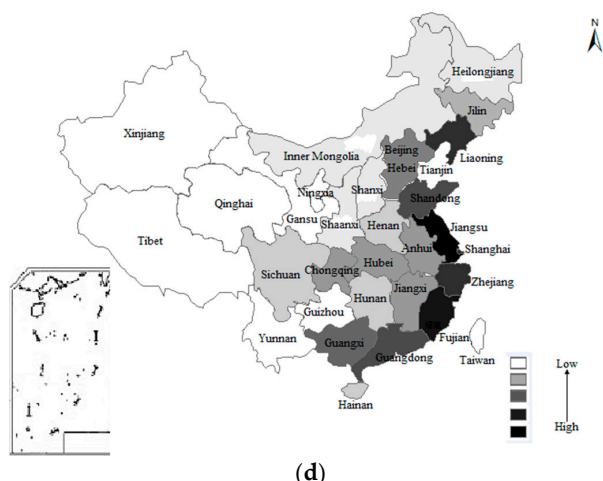 N
Heilongjiang
Jilin
Liaoning
Xinjiang
Inner Mongolia
Beijing
Hebei
Tianjin
Ningxia
Shanxi
Shandong
Qinghai
Gansu
Shaanxi
Henan
Jiangsu
Tibet
Anhui
Shanghai
Sichuan
Chongqing
Hubei
Zhejiang
Hunan
Jiangxi
Guizhou
Yunnan
Fujian
Guangxi
Guangdong
Taiwan
Hainan
Low
High
(d)